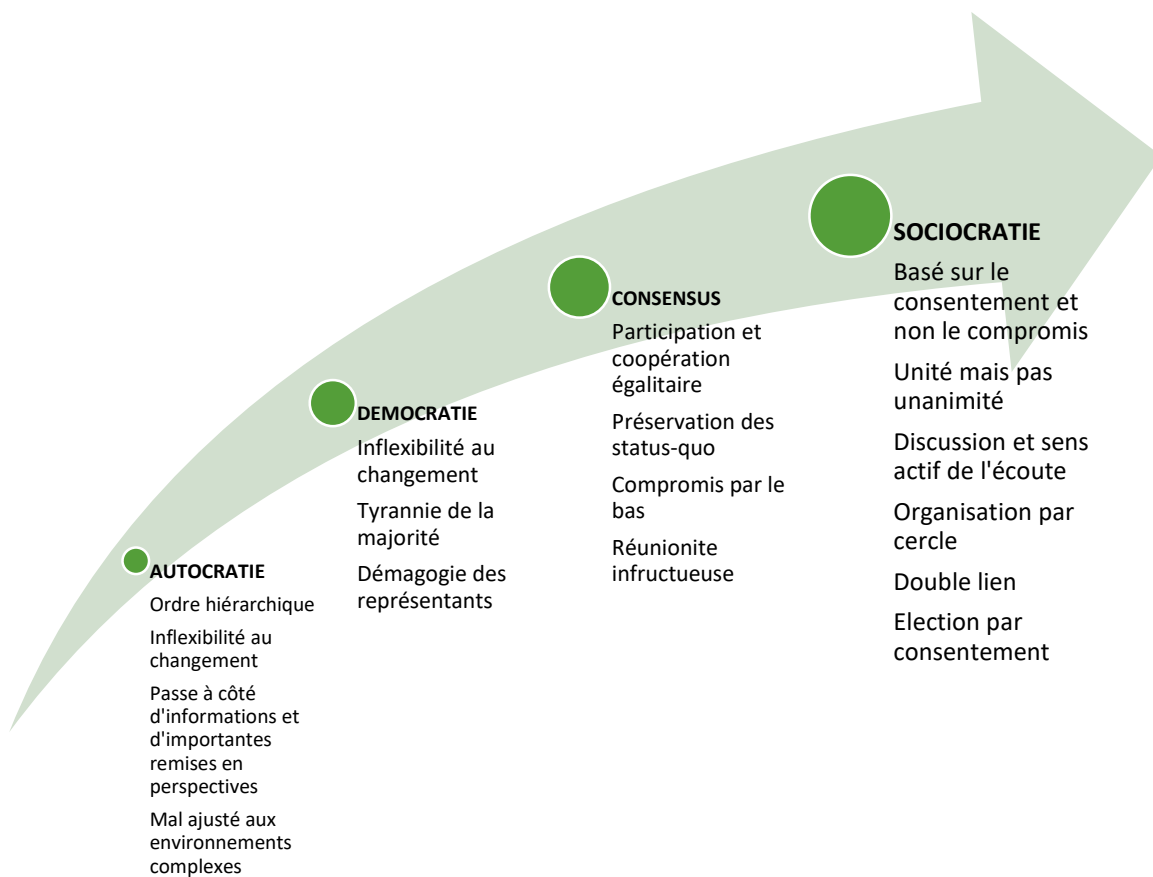 AUTOCRATIE
Ordre hiérarchique
Inflexibilité au
changement
Passe à côté
d'informations et
d'importantes
remises en
perspectives
Mal ajusté aux
environnements
complexes
DEMOCRATIE
Inflexibilité au
changement
Tyrannie de la
majorité
Démagogie des
représentants
CONSENSUS
Participation et
coopération
égalitaire
Préservation des
status-quo
Compromis par le
bas
Réunionite
infructueuse
SOCIOCRATIE
Basé sur le
consentement et
non le compromis
Unité mais pas
unanimité
Discussion et sens
actif de l'écoute
Organisation par
cercle
Double lien
Election par
consentement